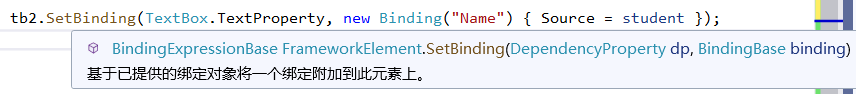 tb2.SetBinding(TextBox.TextProperty, new Binding("Name") { Source = student });
BindingExpressionBase FrameworkElement.SetBinding(DependencyProperty dp, BindingBase binding)
基于已提供的绑定对象将一个绑定附加到此元素上。